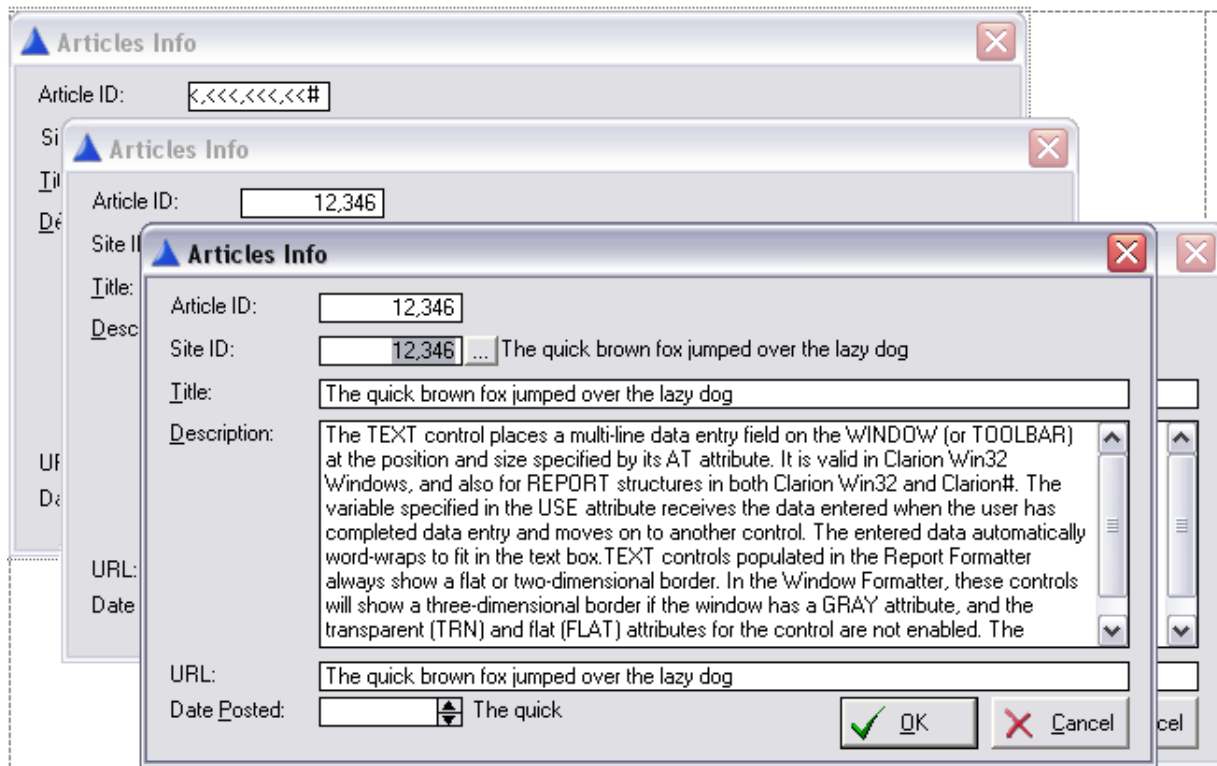 Articles Info
Article ID: <,<<<,<<<,<<#
Articles Info
Article ID: 12,346
Title:
URL:
Date
Articles Info
Article ID: 12,346
Site ID: 12,346 ... The quick brown fox jumped over the lazy dog
Title: The quick brown fox jumped over the lazy dog
Description: The TEXT control places a multi-line data entry field on the WINDOW (or TOOLBAR)
at the position and size specified by its AT attribute. It is valid in Clarion Win32
Windows, and also for REPORT structures in both Clarion Win32 and Clarion#. The
variable specified in the USE attribute receives the data entered when the user has
completed data entry and moves on to another control. The entered data automatically
word-wraps to fit in the text box.TEXT controls populated in the Report Formatter
always show a flat or two-dimensional border. In the Window Formatter, these controls
will show a three-dimensional border if the window has a GRAY attribute, and the
transparent (TRN) and flat (FLAT) attributes for the control are not enabled. The
URL: The quick brown fox jumped over the lazy dog
Date Posted: The quick
OK Cancel